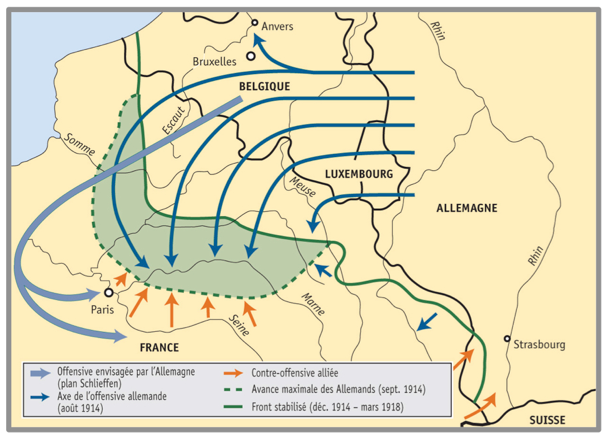 Anvers
Rhin
Bruxelles
BELGIQUE
Escaut
Somme
LUXEMBOURG
Meuse
ALLEMAGNE
Rhin
Paris
Marne
Seine
FRANCE
Strasbourg
SUISSE
Offensive envisagée par l'Allemagne
(plan Schlieffen)
Axe de l'offensive allemande
(août 1914)
Contre-offensive alliée
Avance maximale des Allemands (sept. 1914)
Front stabilisé (déc. 1914 – mars 1918)